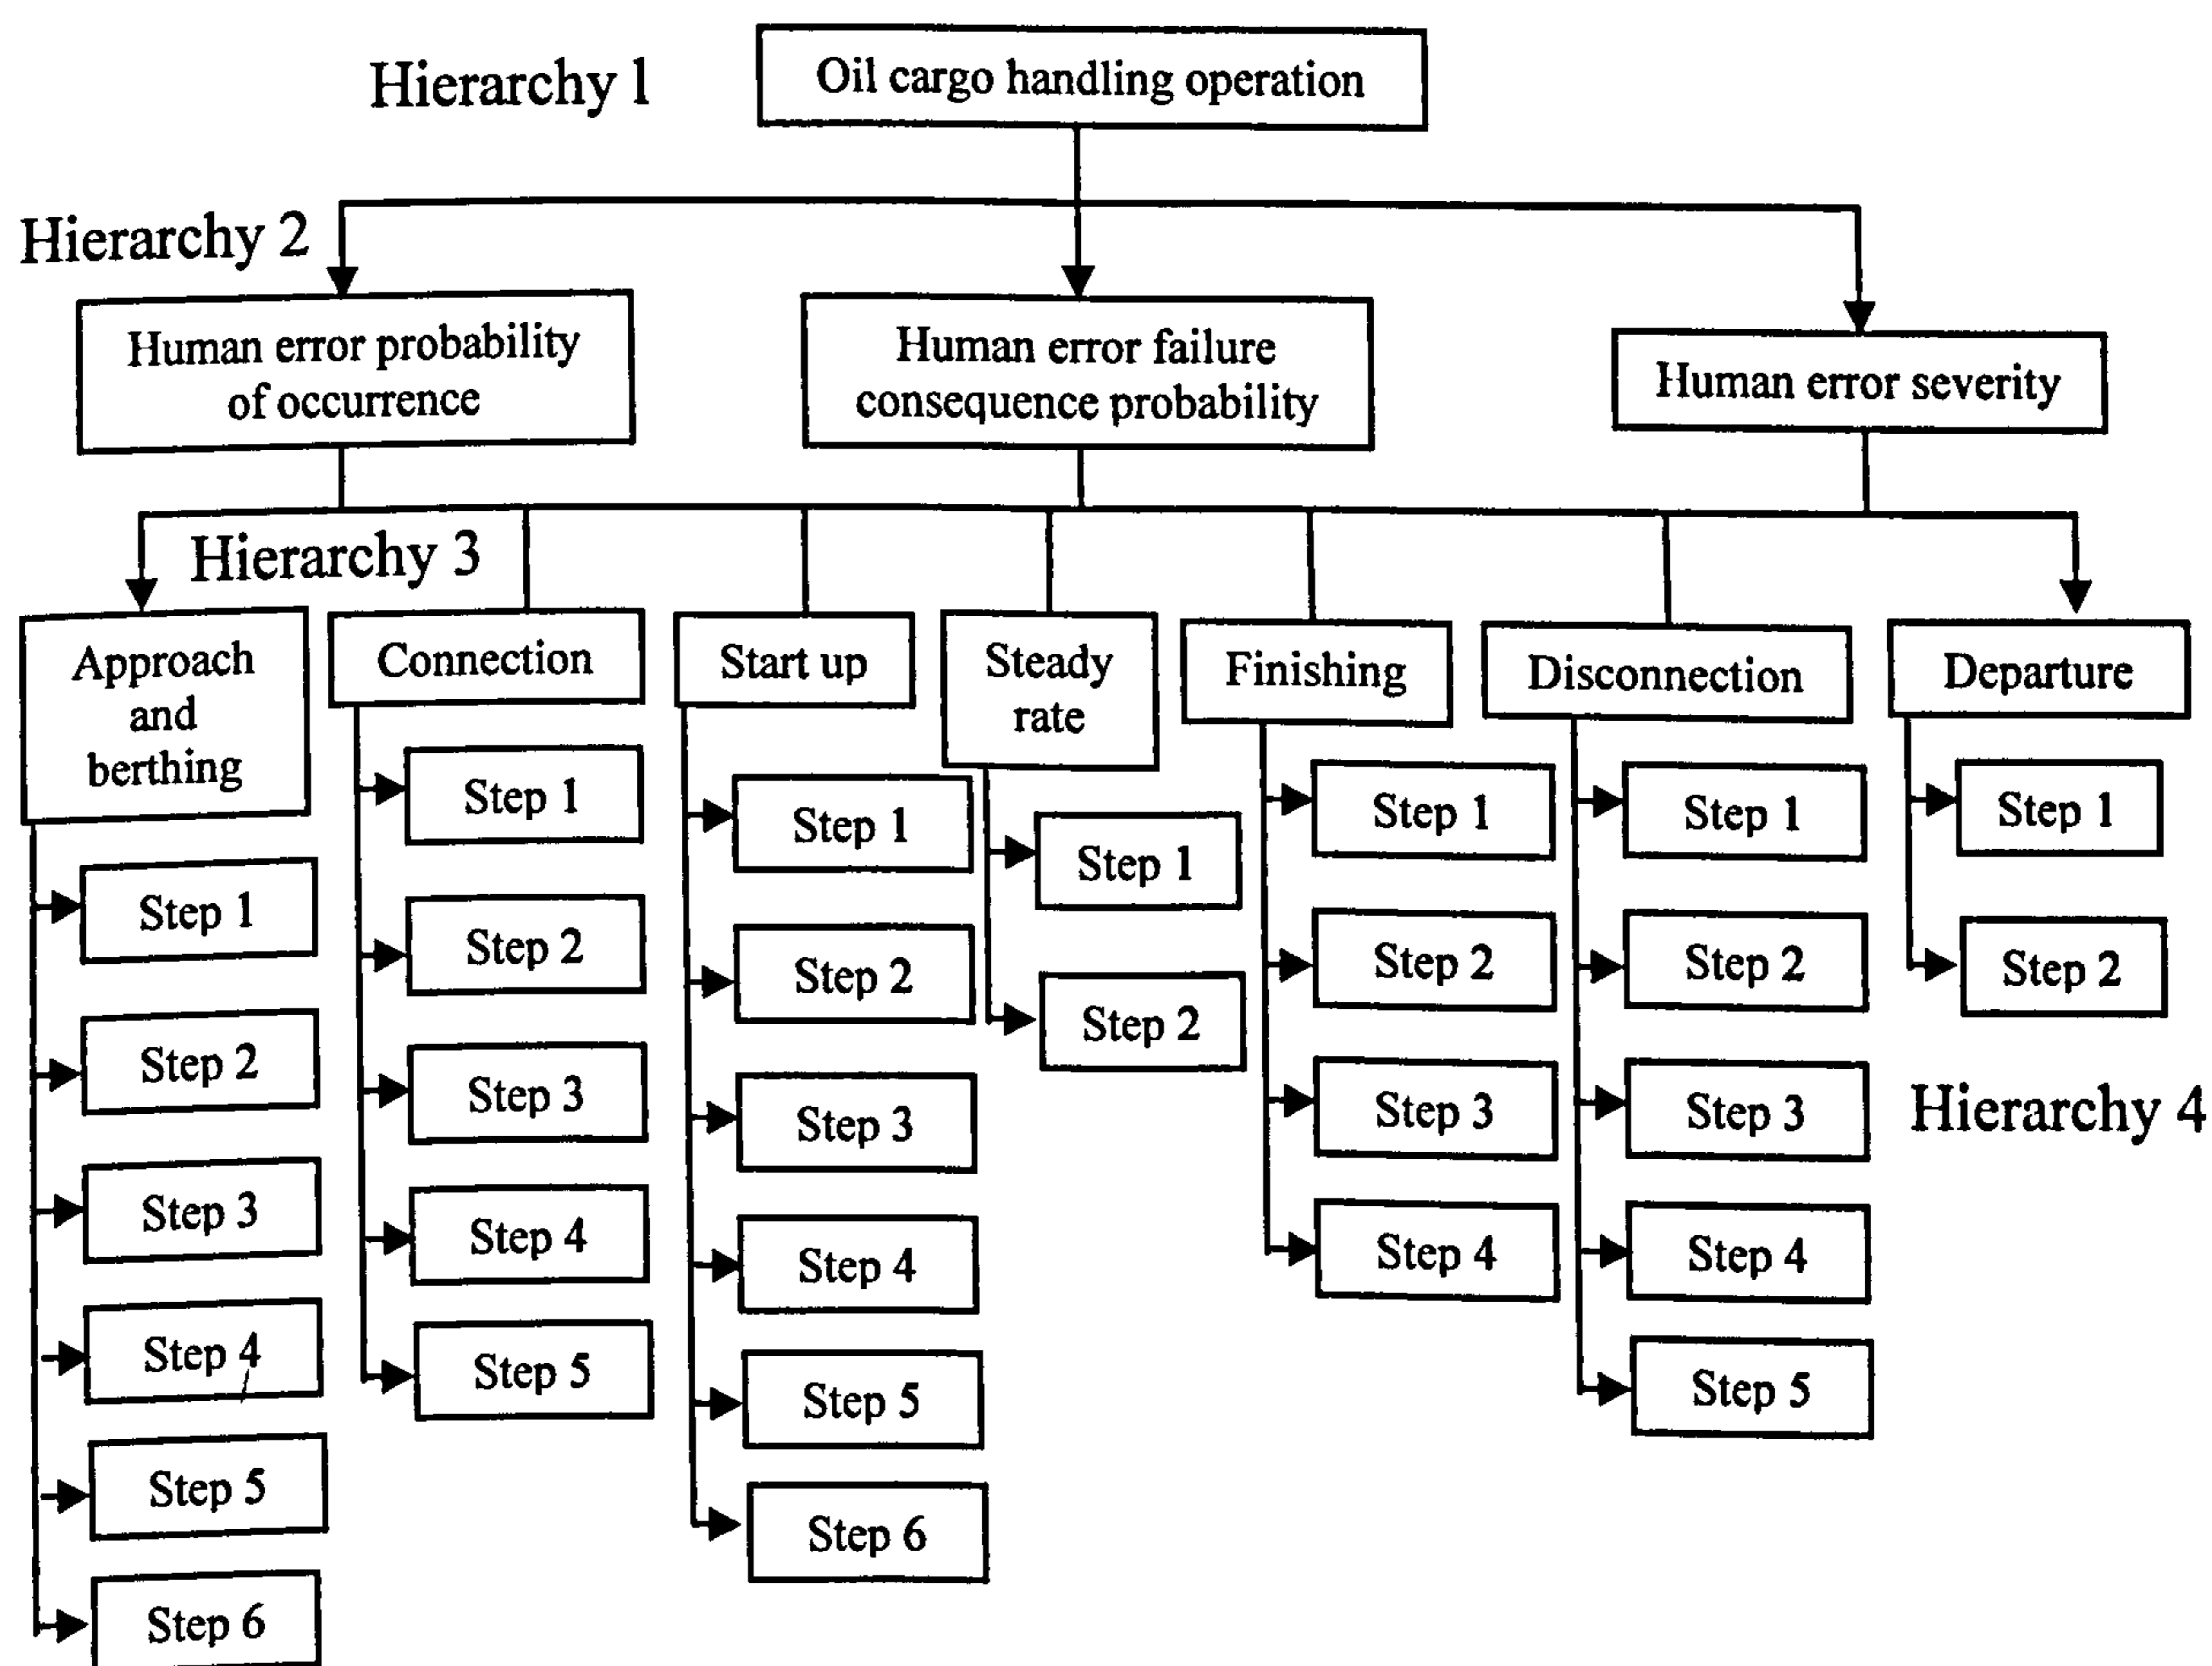 Hierarchy 1
Oil cargo handling operation
Hierarchy 2
Human error probability
of occurrence
Human error failure
consequence probability
Human error severity
Hierarchy 3
Approach
and
berthing
Step 1
Step 2
Step 3
Step 4
Step 5
Step 6
Connection
Step 1
Step 2
Step 3
Step 4
Step 5
Start up
Step 1
Step 2
Step 3
Step 4
Step 5
Step 6
Steady
rate
Step 1
Step 2
Finishing
Step 1
Step 2
Step 3
Step 4
Disconnection
Step 1
Step 2
Step 3
Step 4
Step 5
Departure
Step 1
Step 2
Hierarchy 4